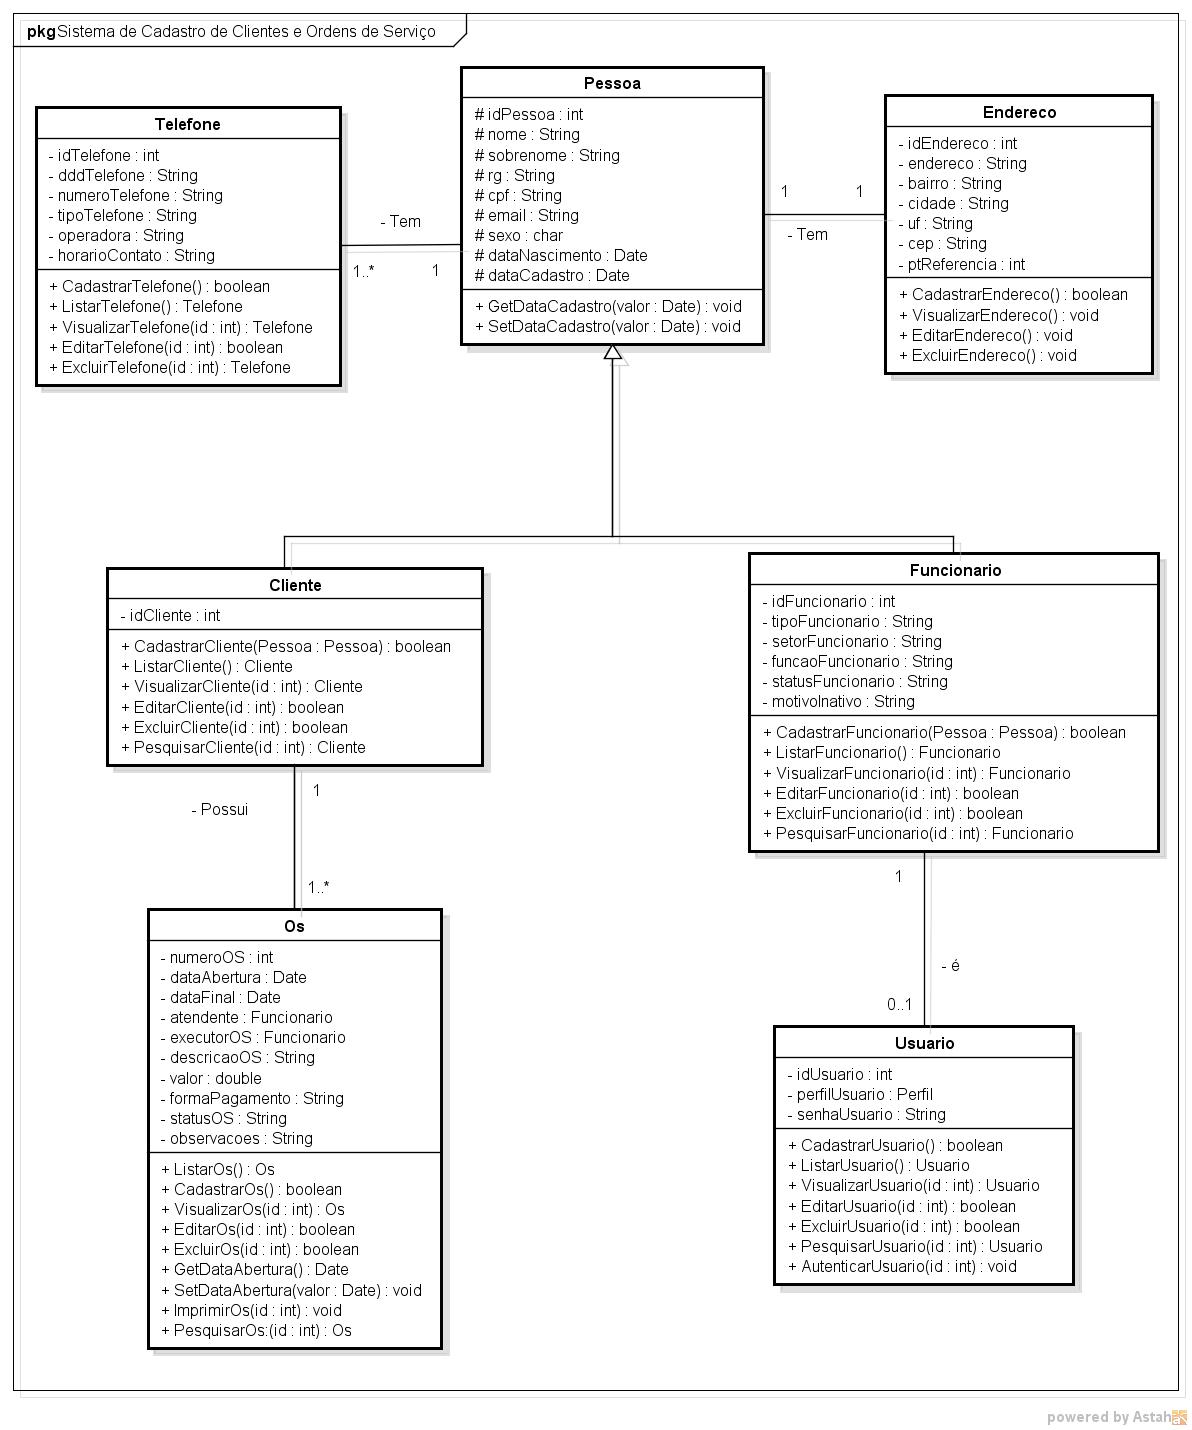 pkg Sistema de Cadastro de Clientes e Ordens de Serviço
Telefone
- idTelefone : int
- dddTelefone : String
- numeroTelefone : String
- tipoTelefone : String
- operadora : String
- horarioContato : String
+ CadastrarTelefone() : boolean
+ ListarTelefone() : Telefone
+ VisualizarTelefone(id : int) : Telefone
+ EditarTelefone(id : int) : boolean
+ ExcluirTelefone(id : int) : Telefone
- Tem
1..*
1
Pessoa
# idPessoa : int
# nome : String
# sobrenome : String
# rg : String
# cpf : String
# email : String
# sexo : char
# dataNascimento : Date
# dataCadastro : Date
+ GetDataCadastro(valor : Date) : void
+ SetDataCadastro(valor : Date) : void
1
1
- Tem
Endereco
- idEndereco : int
- endereco : String
- bairro : String
- cidade : String
- uf : String
- cep : String
- ptReferencia : int
+ CadastrarEndereco() : boolean
+ VisualizarEndereco() : void
+ EditarEndereco() : void
+ ExcluirEndereco() : void
Cliente
- idCliente : int
+ CadastrarCliente(Pessoa : Pessoa) : boolean
+ ListarCliente() : Cliente
+ VisualizarCliente(id : int) : Cliente
+ EditarCliente(id : int) : boolean
+ ExcluirCliente(id : int) : boolean
+ PesquisarCliente(id : int) : Cliente
1
- Possui
1..*
Funcionario
- idFuncionario : int
- tipoFuncionario : String
- setorFuncionario : String
- funcaoFuncionario : String
- statusFuncionario : String
- motivoInativo : String
+ CadastrarFuncionario(Pessoa : Pessoa) : boolean
+ ListarFuncionario() : Funcionario
+ VisualizarFuncionario(id : int) : Funcionario
+ EditarFuncionario(id : int) : boolean
+ ExcluirFuncionario(id : int) : boolean
+ PesquisarFuncionario(id : int) : Funcionario
1
- é
0..1
Os
- numeroOS : int
- dataAbertura : Date
- dataFinal : Date
- atendente : Funcionario
- executorOS : Funcionario
- descricaoOS : String
- valor : double
- formaPagamento : String
- statusOS : String
- observacoes : String
+ ListarOs() : Os
+ CadastrarOs() : boolean
+ VisualizarOs(id : int) : Os
+ EditarOs(id : int) : boolean
+ ExcluirOs(id : int) : boolean
+ GetDataAbertura() : Date
+ SetDataAbertura(valor : Date) : void
+ ImprimirOs(id : int) : void
+ PesquisarOs:(id : int) : Os
Usuario
- idUsuario : int
- perfilUsuario : Perfil
- senhaUsuario : String
+ CadastrarUsuario() : boolean
+ ListarUsuario() : Usuario
+ VisualizarUsuario(id : int) : Usuario
+ EditarUsuario(id : int) : boolean
+ ExcluirUsuario(id : int) : boolean
+ PesquisarUsuario(id : int) : Usuario
+ AutenticarUsuario(id : int) : void
powered by Astah